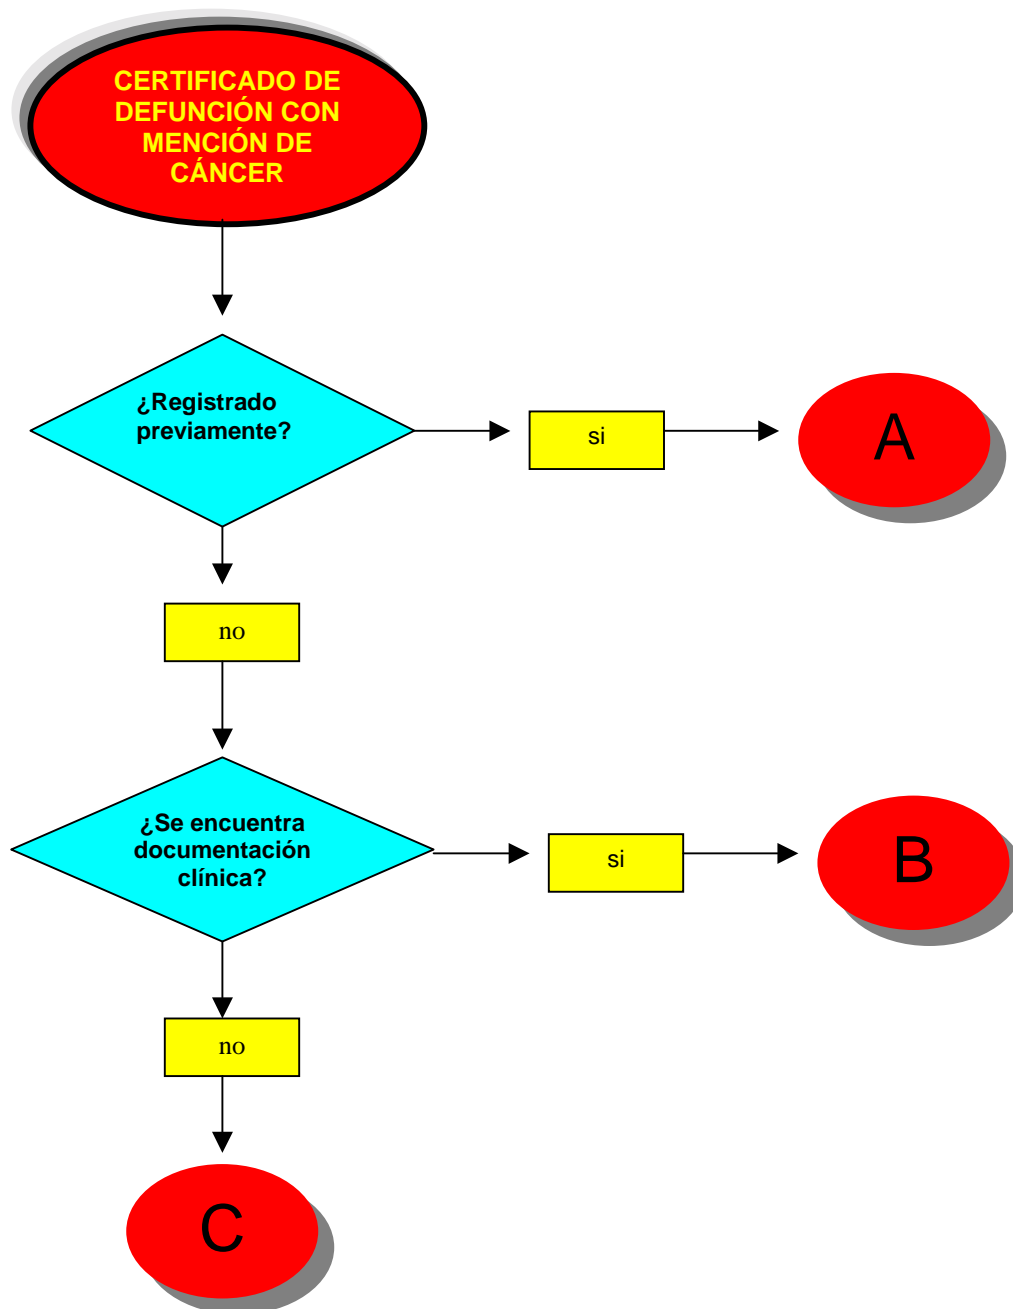 CERTIFICADO DE
DEFUNCIÓN CON
MENCIÓN DE
CÁNCER
¿Registrado
previamente?
si
A
no
¿Se encuentra
documentación
clínica?
si
B
no
C